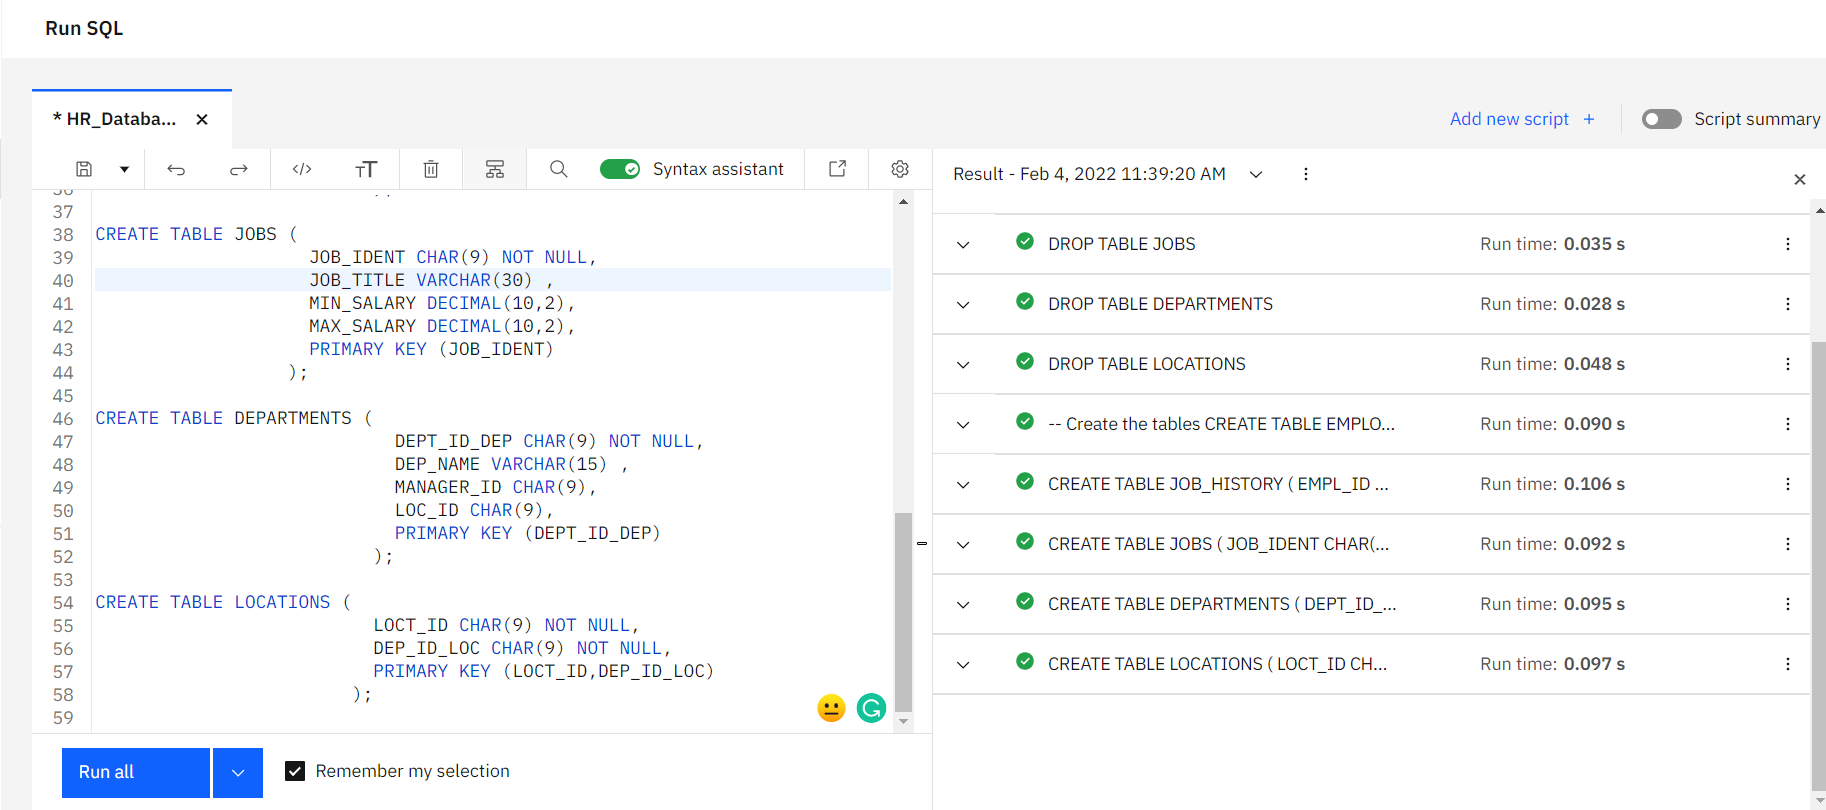 Run SQL
* HR_Databa...
Add new script +
Script summary
Syntax assistant
Result - Feb 4, 2022 11:39:20 AM
);
37
38 CREATE TABLE JOBS (
39 JOB_IDENT CHAR(9) NOT NULL,
40 JOB_TITLE VARCHAR(30) ,
41 MIN_SALARY DECIMAL(10,2),
42 MAX_SALARY DECIMAL(10,2),
43 PRIMARY KEY (JOB_IDENT)
44 );
45
46 CREATE TABLE DEPARTMENTS (
47 DEPT_ID_DEP CHAR(9) NOT NULL,
48 DEP_NAME VARCHAR(15) ,
49 MANAGER_ID CHAR(9),
50 LOC_ID CHAR(9),
51 PRIMARY KEY (DEPT_ID_DEP)
52 );
53
54 CREATE TABLE LOCATIONS (
55 LOCT_ID CHAR(9) NOT NULL,
56 DEP_ID_LOC CHAR(9) NOT NULL,
57 PRIMARY KEY (LOCT_ID,DEP_ID_LOC)
58 );
59
DROP TABLE JOBS Run time: 0.035 s
DROP TABLE DEPARTMENTS Run time: 0.028 s
DROP TABLE LOCATIONS Run time: 0.048 s
-- Create the tables CREATE TABLE EMPLO... Run time: 0.090 s
CREATE TABLE JOB_HISTORY ( EMPL_ID ... Run time: 0.106 s
CREATE TABLE JOBS ( JOB_IDENT CHAR(... Run time: 0.092 s
CREATE TABLE DEPARTMENTS ( DEPT_ID_... Run time: 0.095 s
CREATE TABLE LOCATIONS ( LOCT_ID CH... Run time: 0.097 s
Run all
Remember my selection